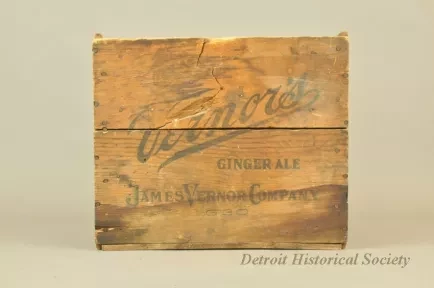 Vernor's
GINGER ALE
JAMES VERNOR COMPANY
Detroit Historical Society